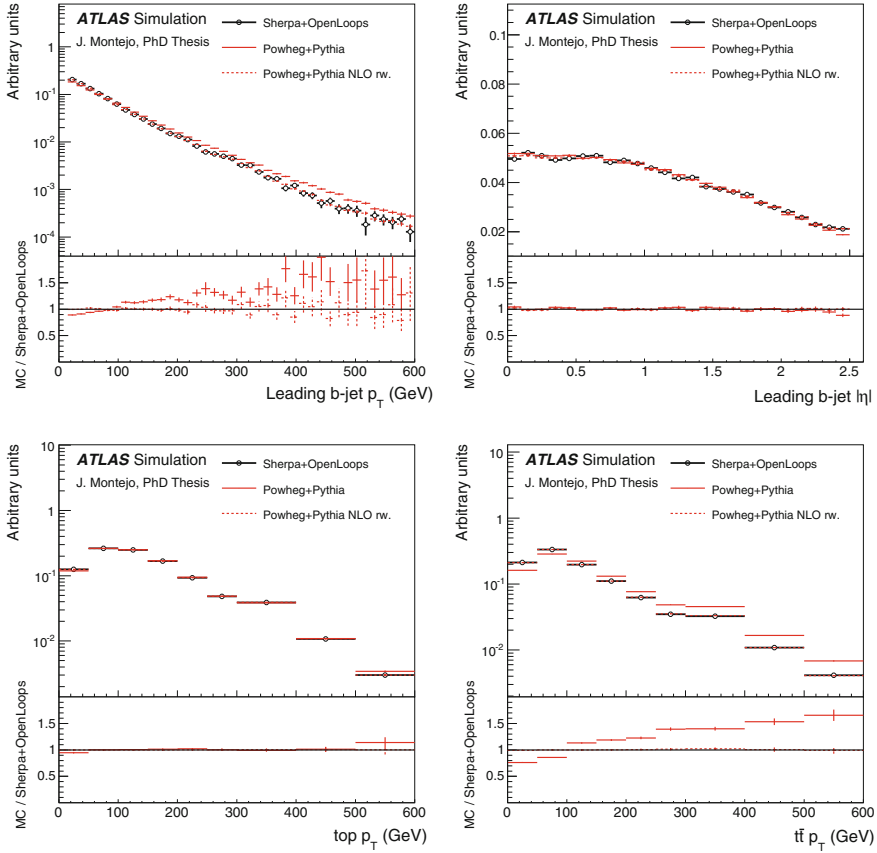 ATLAS Simulation
J. Montejo, PhD Thesis
Sherpa+OpenLoops
Powheg+Pythia
Powheg+Pythia NLO rw.
Arbitrary units
1
10-1
10-2
10-3
10-4
MC / Sherpa+OpenLoops
1.5
1
0.5
0 100 200 300 400 500 600
Leading b-jet pT (GeV)
ATLAS Simulation
J. Montejo, PhD Thesis
Sherpa+OpenLoops
Powheg+Pythia
Powheg+Pythia NLO rw.
Arbitrary units
0.1
0.08
0.06
0.04
0.02
MC / Sherpa+OpenLoops
1.5
1
0.5
0 0.5 1 1.5 2 2.5
Leading b-jet |η|
ATLAS Simulation
J. Montejo, PhD Thesis
Sherpa+OpenLoops
Powheg+Pythia
Powheg+Pythia NLO rw.
Arbitrary units
10
1
10-1
10-2
MC / Sherpa+OpenLoops
1.5
1
0.5
0 100 200 300 400 500 600
top pT (GeV)
ATLAS Simulation
J. Montejo, PhD Thesis
Sherpa+OpenLoops
Powheg+Pythia
Powheg+Pythia NLO rw.
Arbitrary units
10
1
10-1
10-2
MC / Sherpa+OpenLoops
1.5
1
0.5
0 100 200 300 400 500 600
tt̄ pT (GeV)